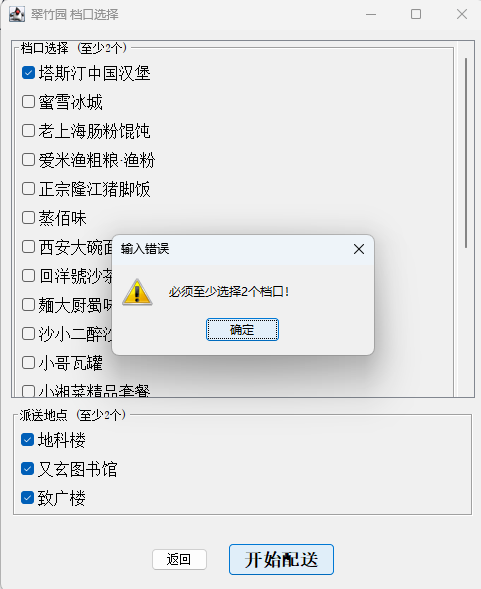 翠竹园 档口选择
档口选择（至少2个）
塔斯汀中国汉堡
蜜雪冰城
老上海肠粉馄饨
爱米渔粗粮·渔粉
正宗隆江猪脚饭
蒸佰味
西安大碗面
回洋號沙茶
麵大厨蜀味
沙小二醉沙
小哥瓦罐
小湘菜精品套餐
输入错误
必须至少选择2个档口！
确定
派送地点（至少2个）
地科楼
又玄图书馆
致广楼
返回
开始配送